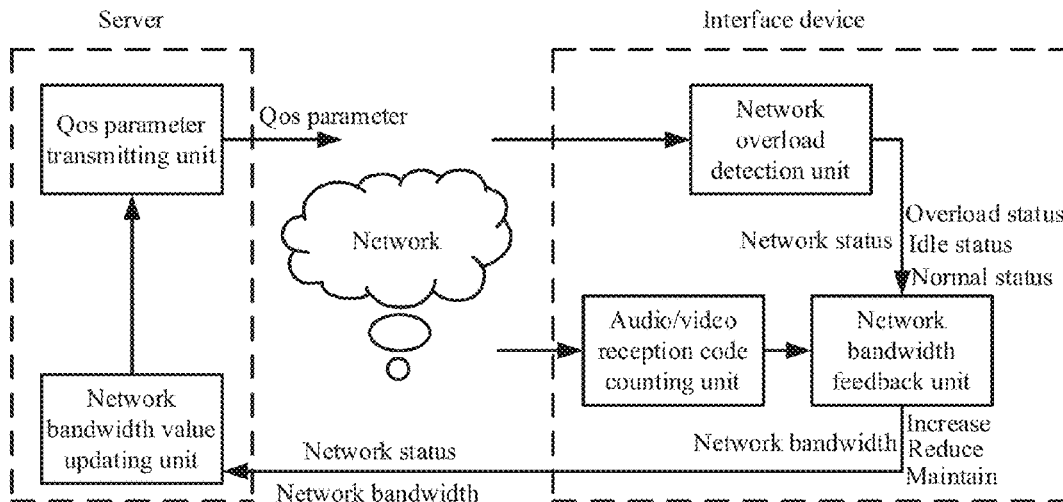 Server
Interface device
Qos parameter
transmitting unit
Qos parameter
Network
overload
detection unit
Network
Network status
Overload status
Idle status
Normal status
Audio/video
reception code
counting unit
Network
bandwidth
feedback unit
Network
bandwidth value
updating unit
Network status
Network bandwidth
Network bandwidth
Increase
Reduce
Maintain